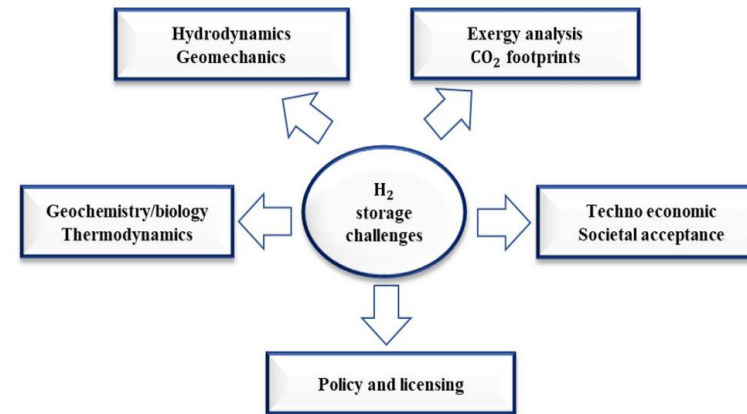 Hydrodynamics
Geomechanics
Exergy analysis
CO₂ footprints
H₂
storage
challenges
Geochemistry/biology
Thermodynamics
Techno economic
Societal acceptance
Policy and licensing